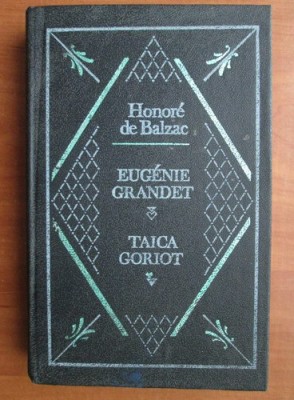 Honoré
de Balzac
EUGÉNIE
GRANDET
TAICA
GORIOT